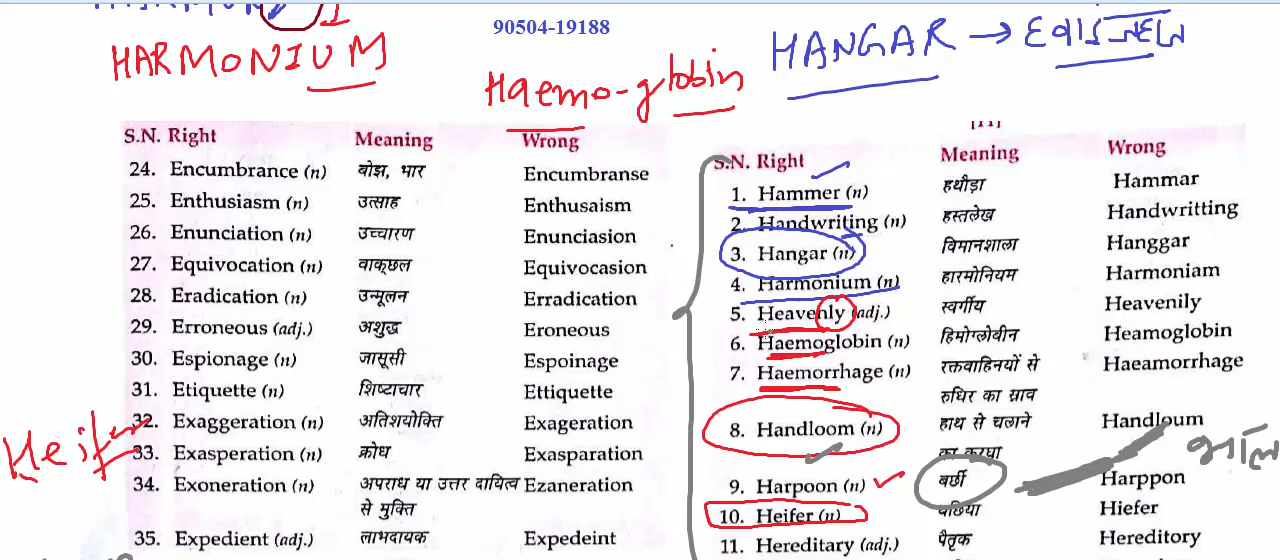 90504-19188
HARMONIUM
HANGAR →
Haemo-globin
S.N. Right Meaning Wrong
24. Encumbrance (n) बोझ, भार Encumbranse
25. Enthusiasm (n) उत्साह Enthusaism
26. Enunciation (n) उच्चारण Enunciasion
27. Equivocation (n) वाक्छल Equivocasion
28. Eradication (n) उन्मूलन Erradication
29. Erroneous (adj.) अशुद्ध Eroneous
30. Espionage (n) जासूसी Espoinage
31. Etiquette (n) शिष्टाचार Ettiquette
32. Exaggeration (n) अतिशयोक्ति Exageration
33. Exasperation (n) क्रोध Exasparation
34. Exoneration (n) अपराध या उत्तर दायित्व Ezaneration
से मुक्ति
35. Expedient (adj.) लाभदायक Expedeint
Heif
[11]
S.N. Right Meaning Wrong
1. Hammer (n) हथौड़ा Hammar
2. Handwriting (n) हस्तलेख Handwritting
3. Hangar (n) विमानशाला Hanggar
4. Harmonium (n) हारमोनियम Harmoniam
5. Heavenly (adj.) स्वर्गीय Heavenily
6. Haemoglobin (n) हिमोग्लोबीन Heamoglobin
7. Haemorrhage (n) रक्तवाहिनयों से Haeamorrhage
रुधिर का स्राव
8. Handloom (n) हाथ से चलाने Handloum
का करघा
9. Harpoon (n) बर्छी Harppon
10. Heifer (n) बछिया Hiefer
11. Hereditary (adj.) पैतृक Hereditory